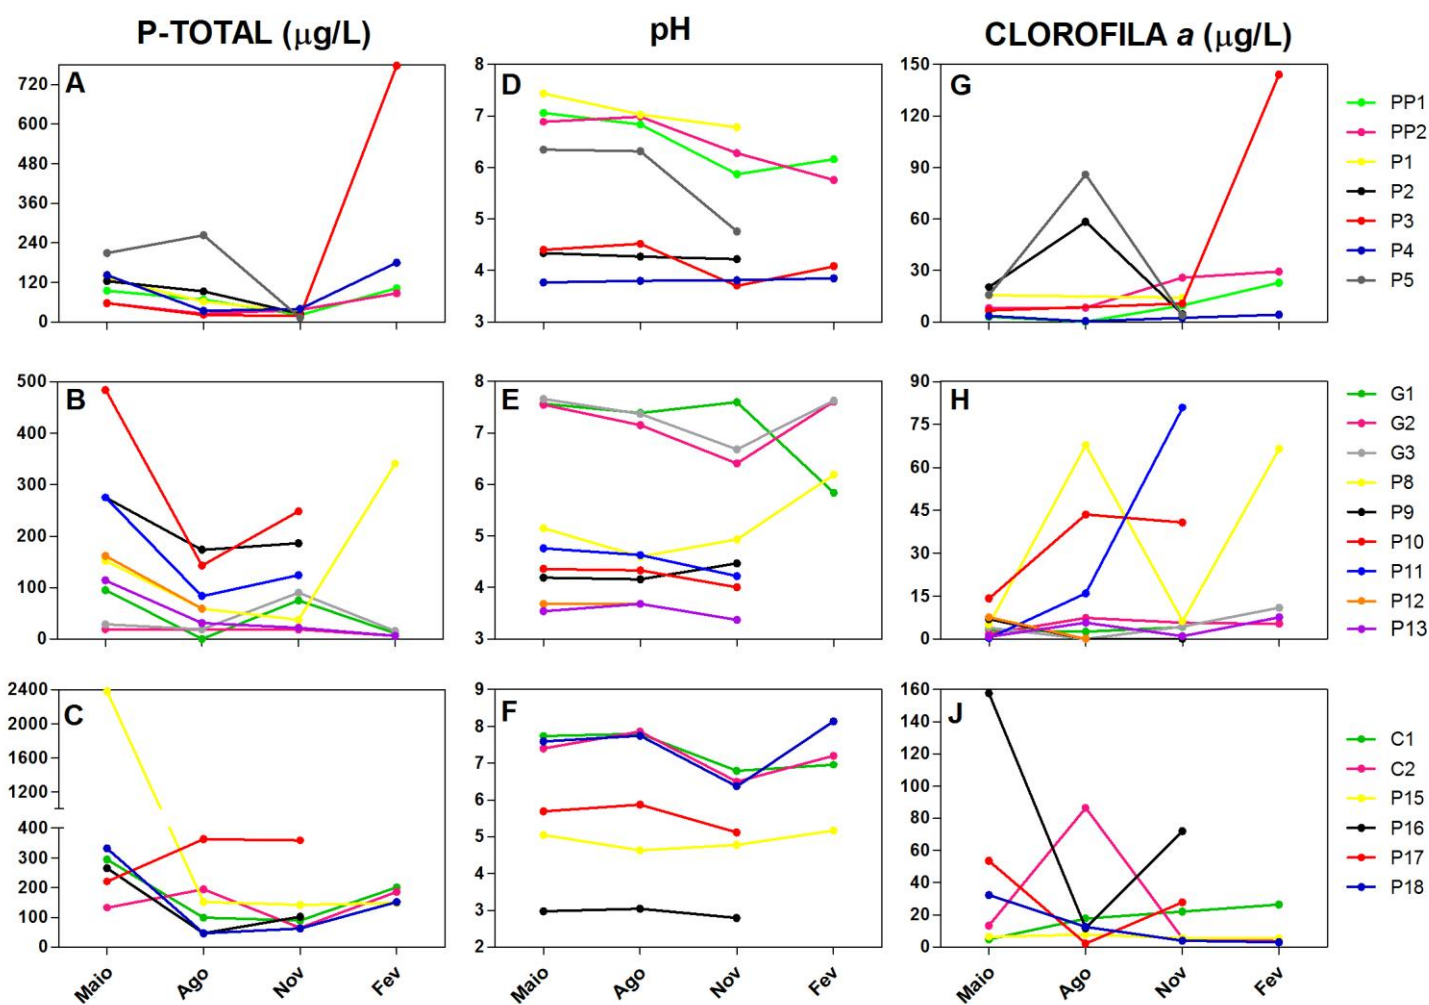 P-TOTAL (µg/L) pH CLOROFILA a (µg/L)
A
720
600
480
360
240
120
0
D
8
7
6
5
4
3
G
150
120
90
60
30
0
PP1
PP2
P1
P2
P3
P4
P5
B
500
400
300
200
100
0
E
8
7
6
5
4
3
H
90
75
60
45
30
15
0
G1
G2
G3
P8
P9
P10
P11
P12
P13
C
2400
2000
1600
1200
400
300
200
100
0
F
9
8
7
6
5
4
3
2
J
160
140
120
100
80
60
40
20
0
C1
C2
P15
P16
P17
P18
Maio Ago Nov Fev
Maio Ago Nov Fev
Maio Ago Nov Fev